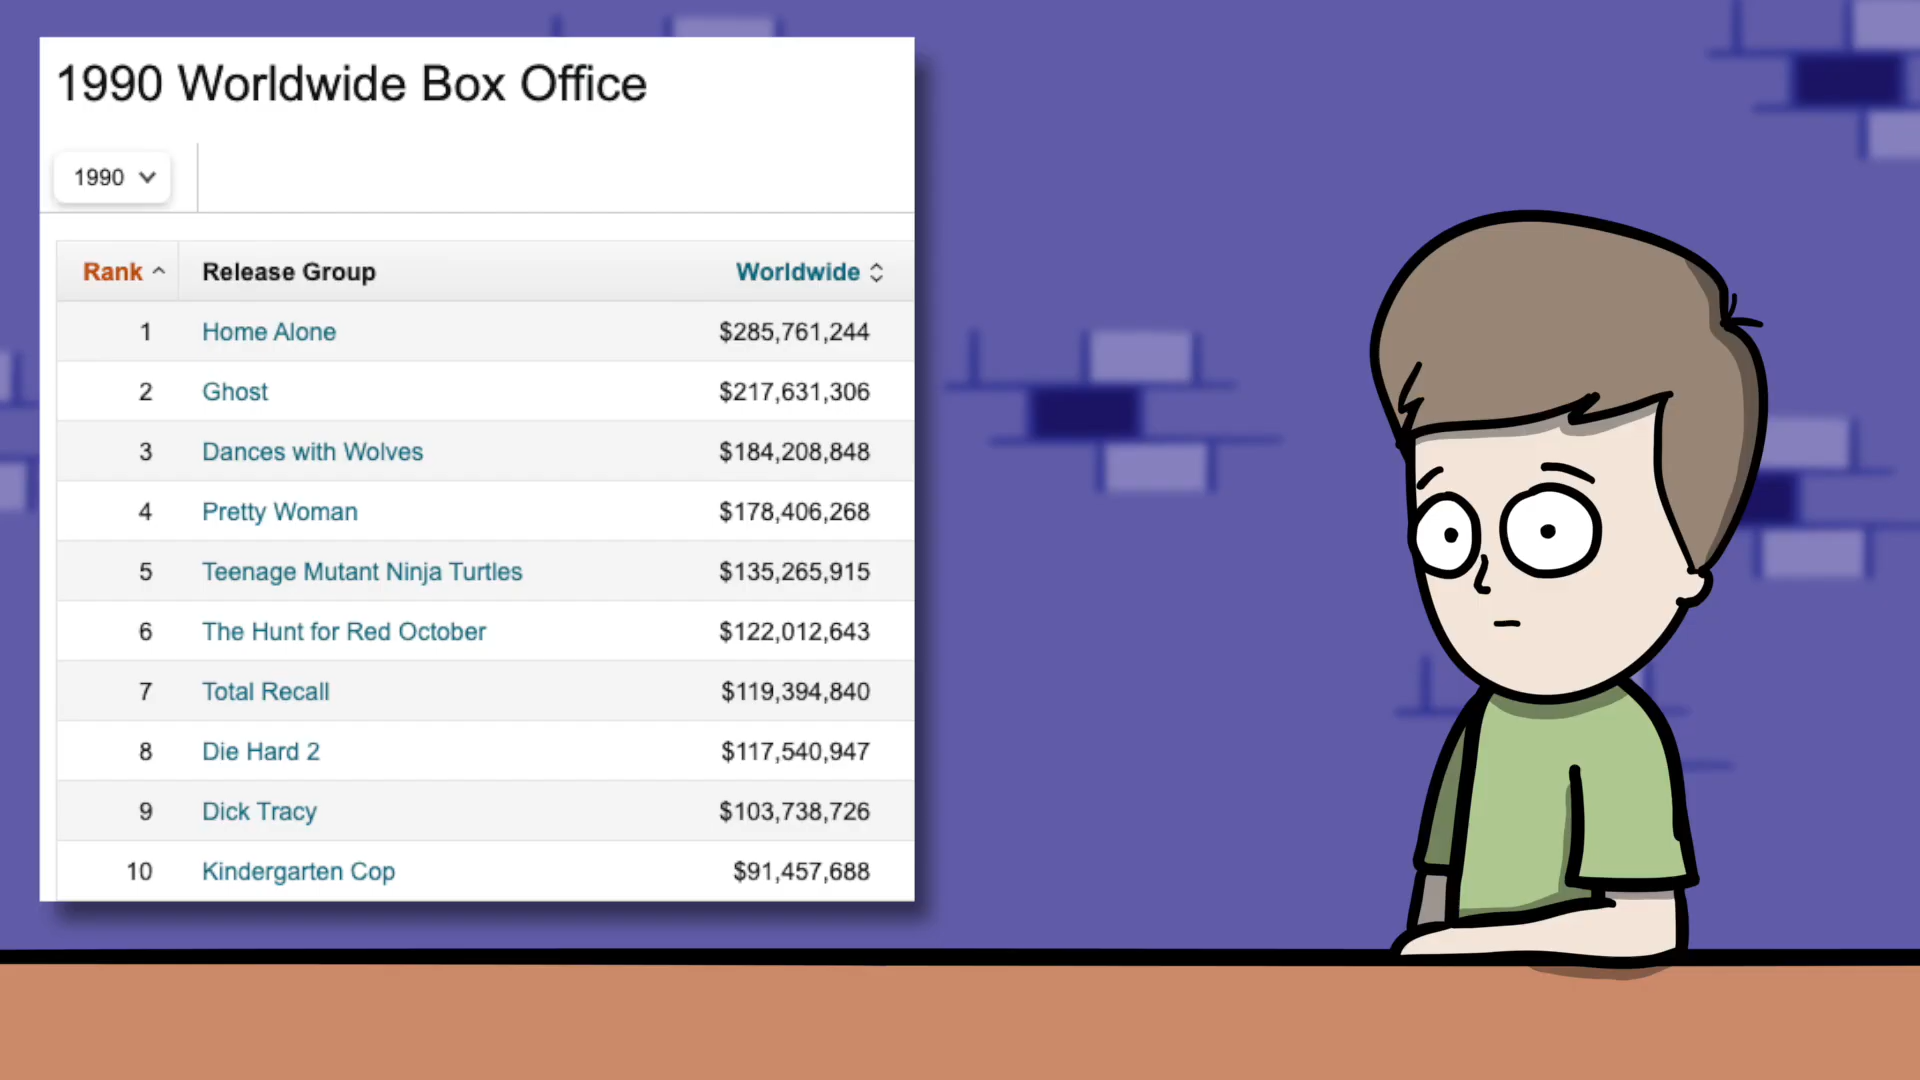 1990 Worldwide Box Office
1990
Rank Release Group Worldwide
1 Home Alone $285,761,244
2 Ghost $217,631,306
3 Dances with Wolves $184,208,848
4 Pretty Woman $178,406,268
5 Teenage Mutant Ninja Turtles $135,265,915
6 The Hunt for Red October $122,012,643
7 Total Recall $119,394,840
8 Die Hard 2 $117,540,947
9 Dick Tracy $103,738,726
10 Kindergarten Cop $91,457,688